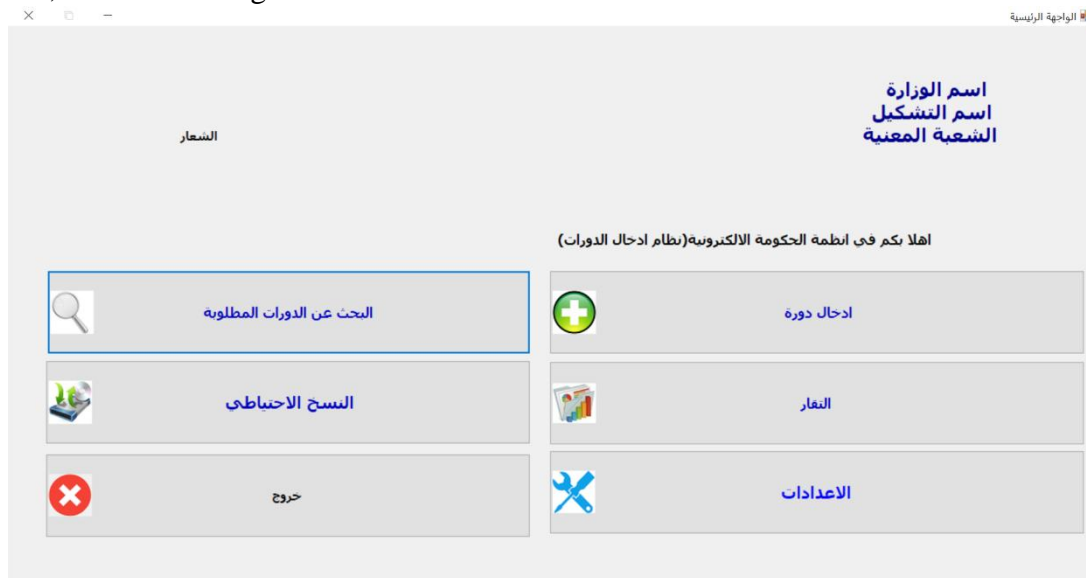 الواجهة الرئيسية
اسم الوزارة
اسم التشكيل
الشعبة المعنية
الشعار
اهلا بكم في انظمة الحكومة الالكترونية(نظام ادخال الدورات)
ادخال دورة
البحث عن الدورات المطلوبة
التقار
النسخ الاحتياطي
الاعدادات
خروج